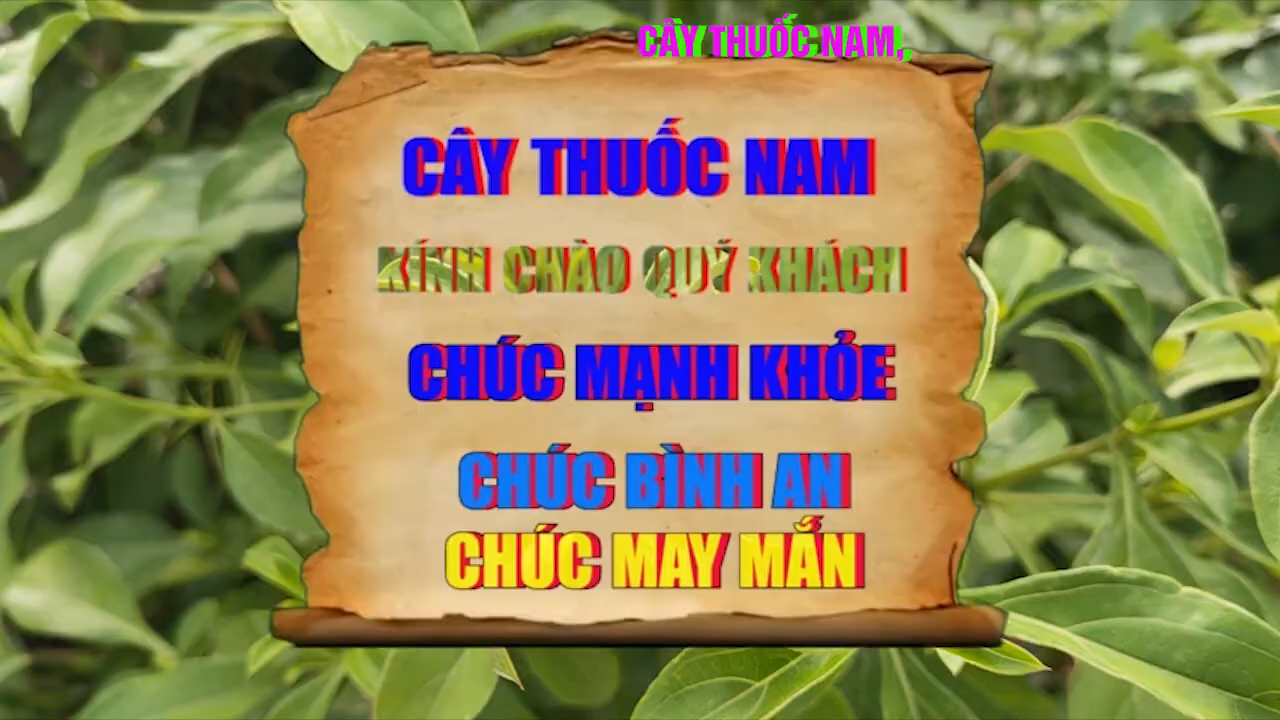 CÂY THUỐC NAM,
CÂY THUỐC NAM
KÍNH CHÀO QUÝ KHÁCH
CHÚC MẠNH KHỎE
CHÚC BÌNH AN
CHÚC MAY MẮN